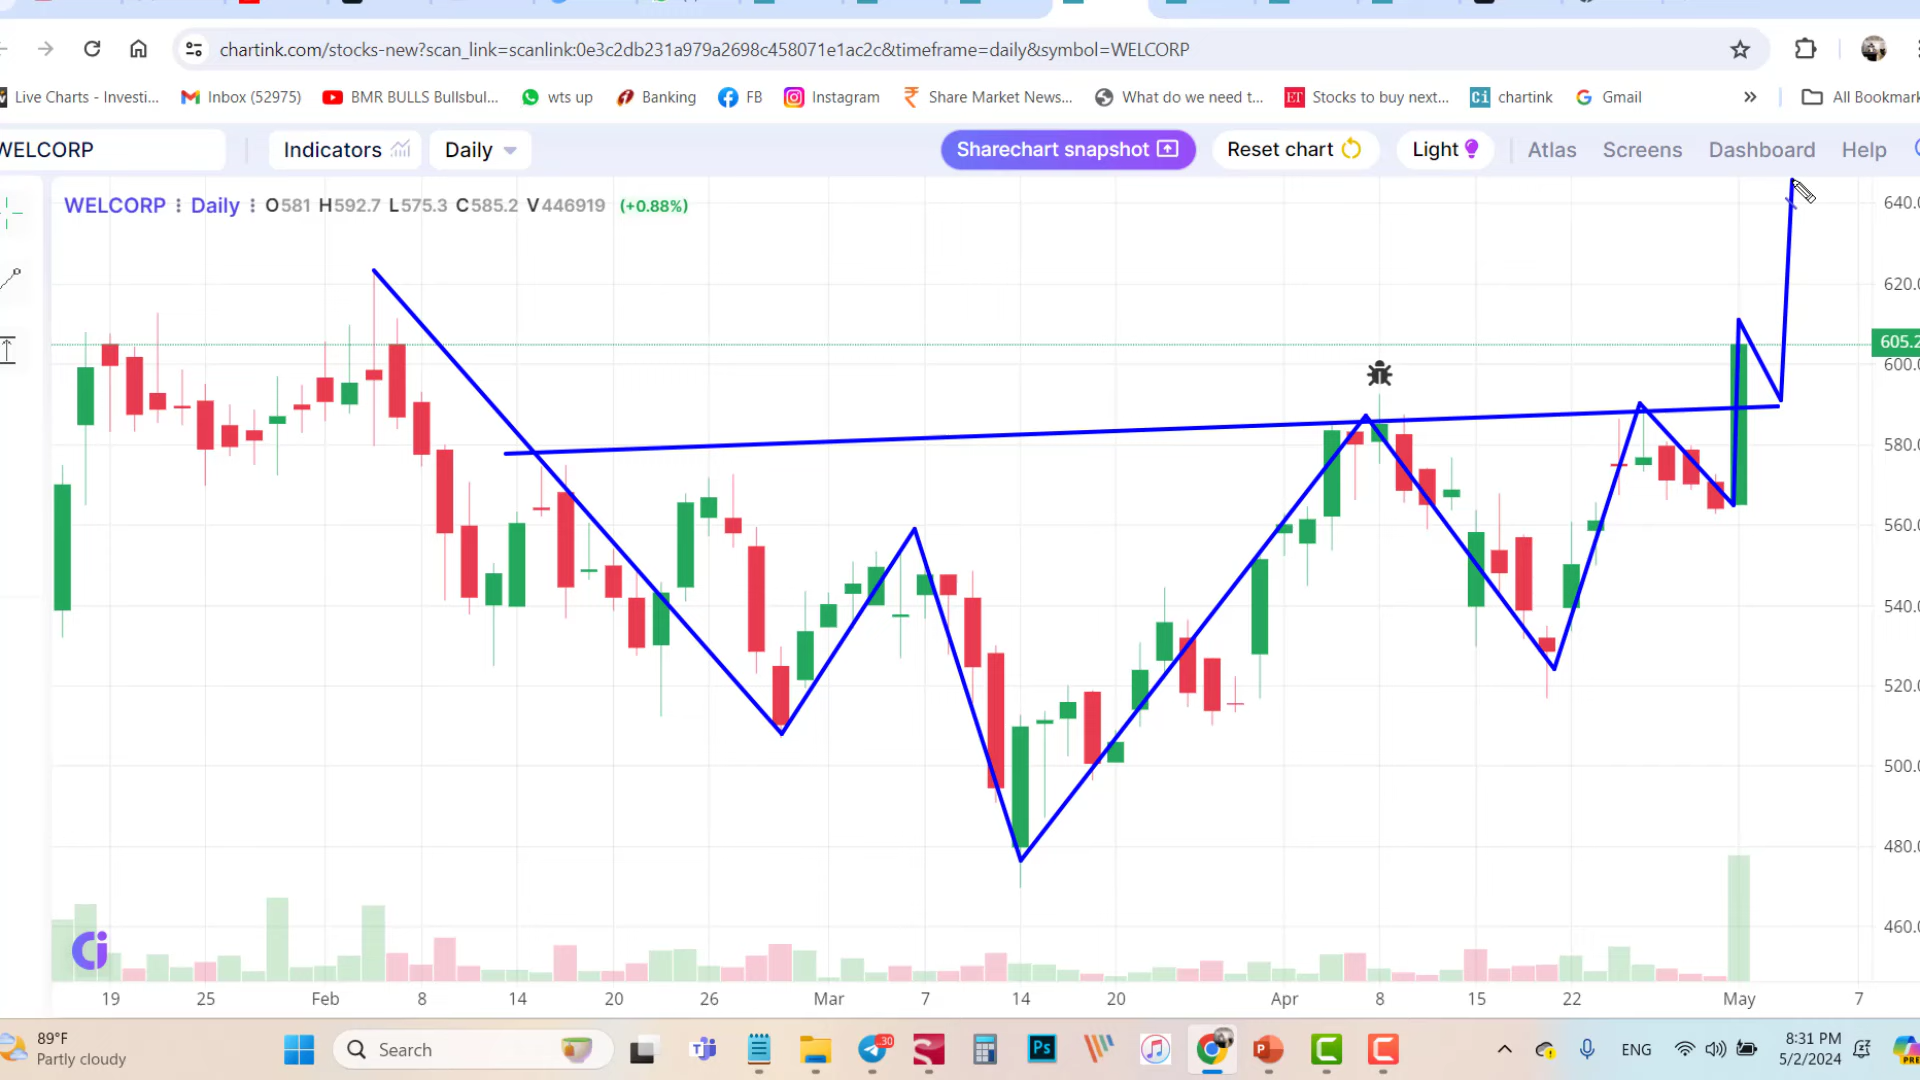 chartink.com/stocks-new?scan_link=scanlink:0e3c2db231a979a2698c458071e1ac2c&timeframe=daily&symbol=WELCORP
Live Charts - Investi... Inbox (52975) BMR BULLS Bullsbul... wts up Banking FB Instagram Share Market News... What do we need t... ET Stocks to buy next... Ci chartink Gmail » All Bookmark
WELCORP Indicators Daily Sharechart snapshot Reset chart Light Atlas Screens Dashboard Help
WELCORP Daily O581 H592.7 L575.3 C585.2 V446919 (+0.88%)
640.0
620.0
605.2
600.0
580.0
560.0
540.0
520.0
500.0
480.0
460.0
19 25 Feb 8 14 20 26 Mar 7 14 20 Apr 8 15 22 May 7
89°F
Partly cloudy
Search
30
Ps
ENG
8:31 PM
5/2/2024
PRE